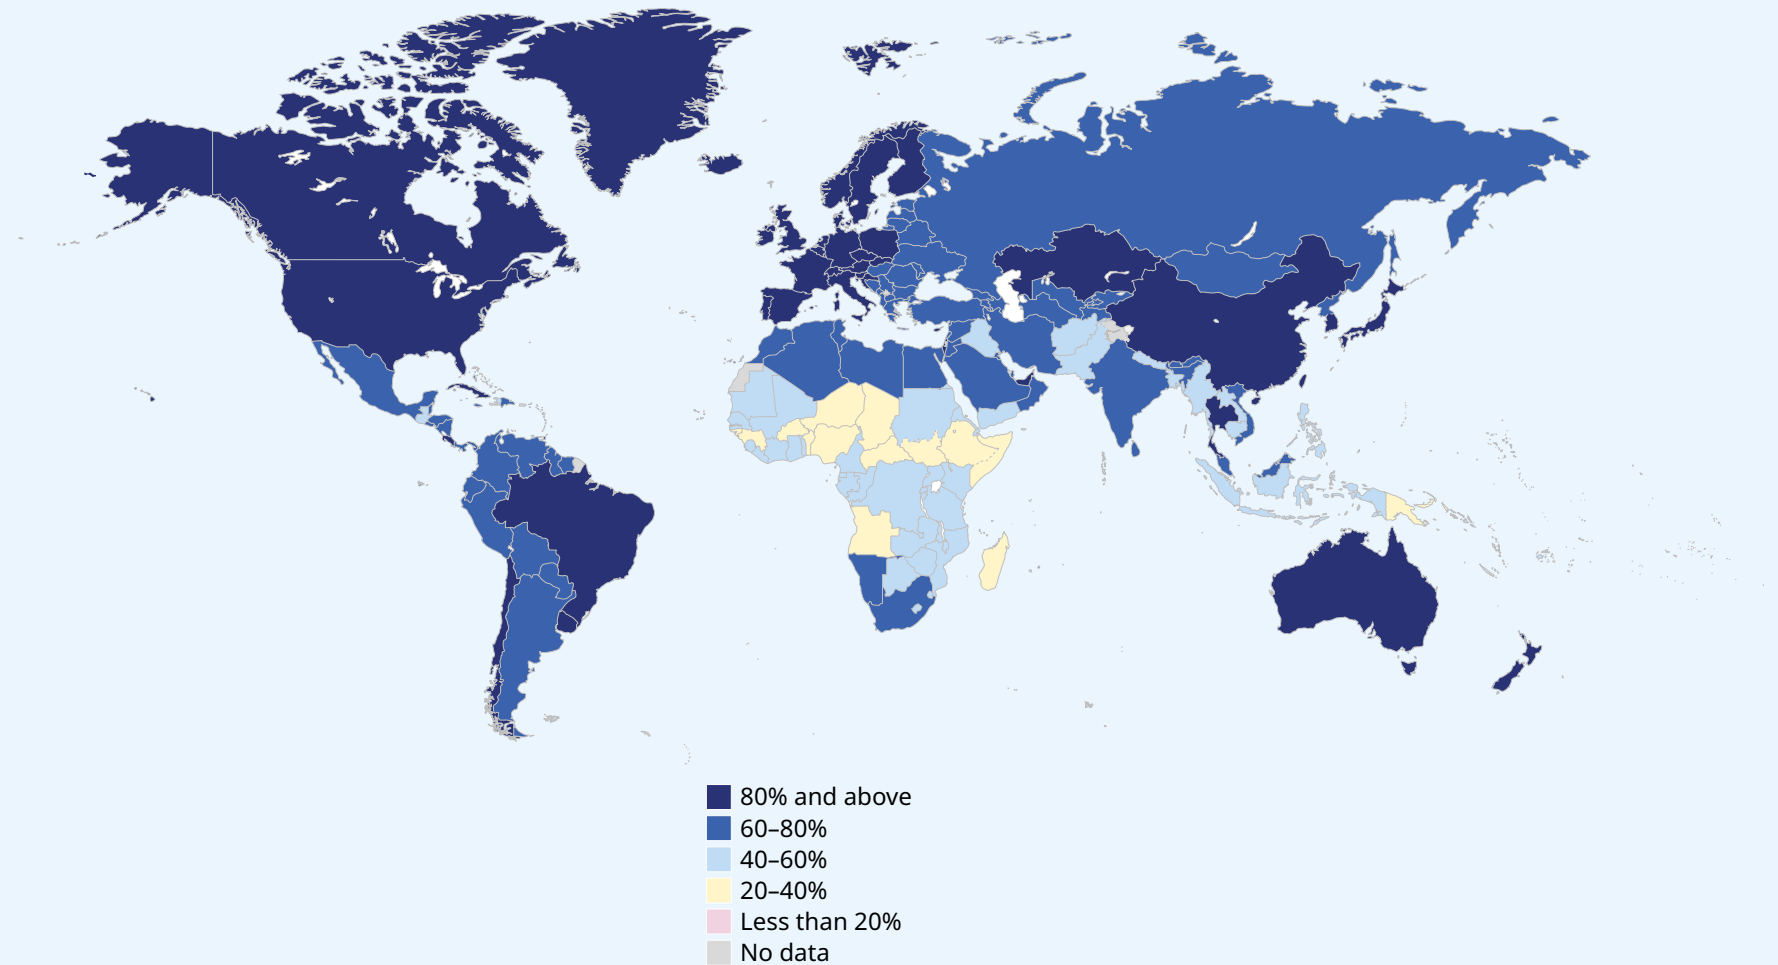 80% and above
60–80%
40–60%
20–40%
Less than 20%
No data